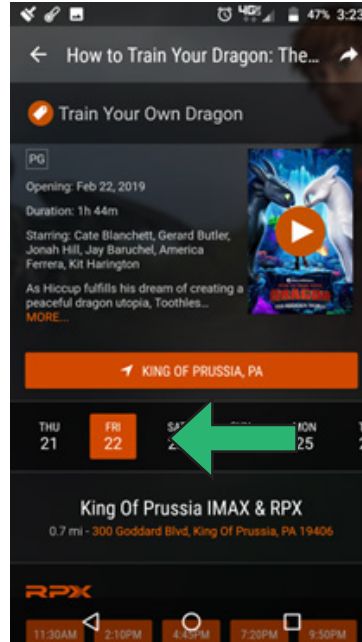 4G 47% 3:23
How to Train Your Dragon: The...
Train Your Own Dragon
PG
Opening: Feb 22, 2019
Duration: 1h 44m
Starring: Cate Blanchett, Gerard Butler,
Jonah Hill, Jay Baruchel, America
Ferrera, Kit Harington
As Hiccup fulfills his dream of creating a
peaceful dragon utopia, Toothles...
MORE...
DRAGON
KING OF PRUSSIA, PA
THU FRI MON
21 22 25
King Of Prussia IMAX & RPX
0.7 mi - 300 Goddard Blvd, King Of Prussia, PA 19406
RPX
11:30AM 2:10PM 4:45PM 7:20PM 9:50PM